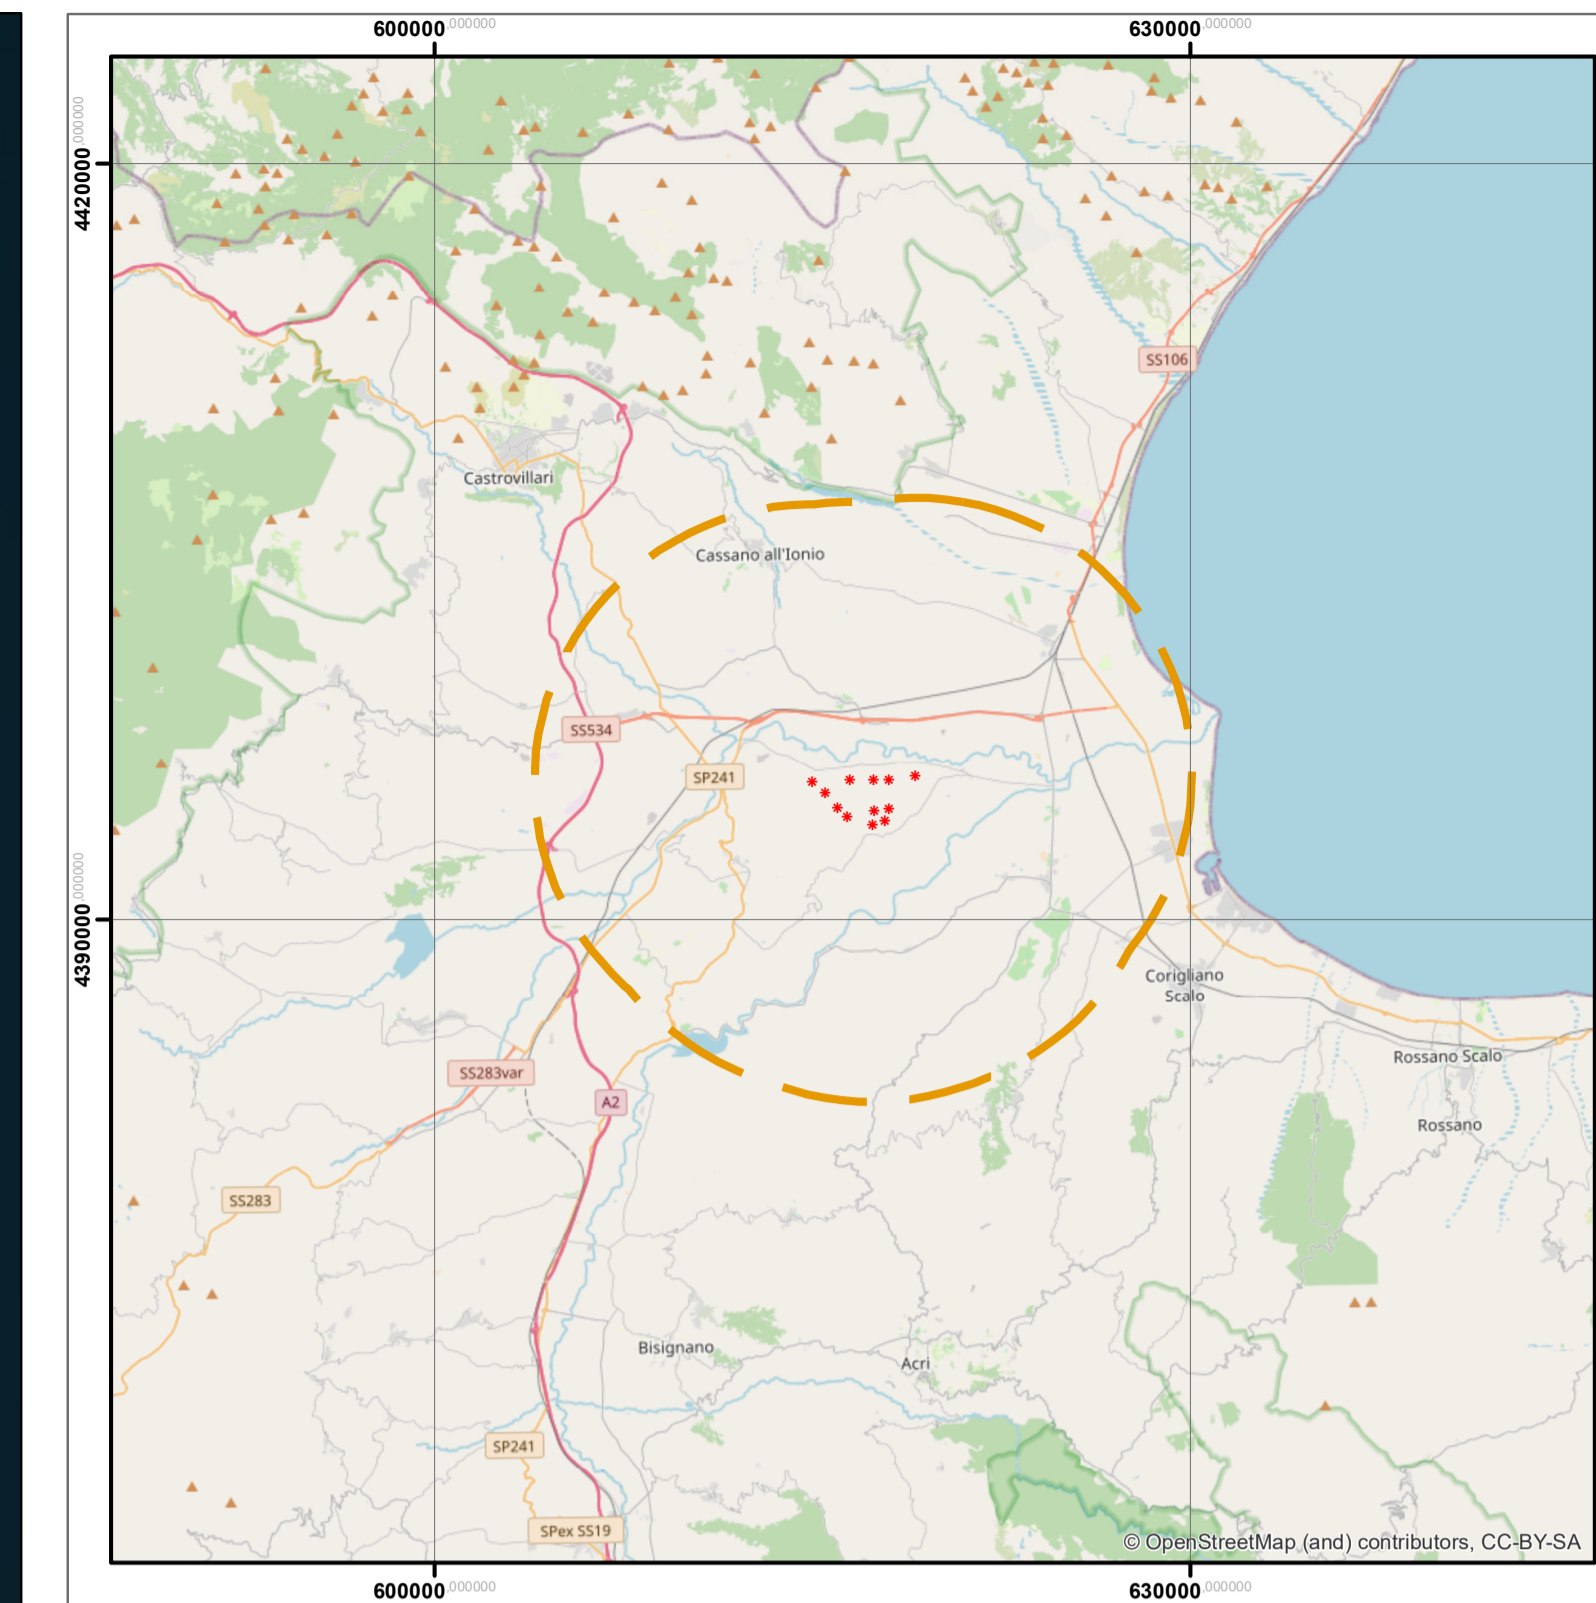 600000,000000 630000,000000
4420000,000000
SS106
Castrovillari
Cassano all'Ionio
SS534
SP241
4390000,000000
Corigliano
Scalo
Rossano Scalo
SS283var
A2
Rossano
SS283
Bisignano
Acri
SP241
SPex SS19
© OpenStreetMap (and) contributors, CC-BY-SA
600000,000000 630000,000000